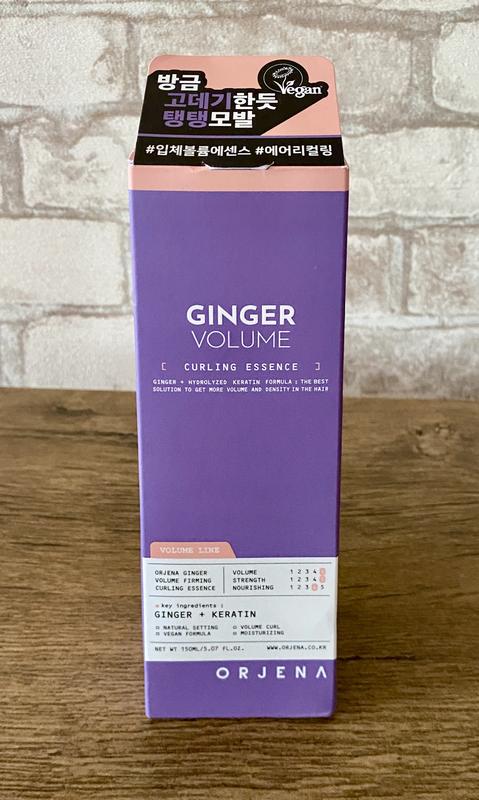 방금
고데기한듯
탱탱모발
Vegan
#입체볼륨에센스 #에어리컬링
GINGER
VOLUME
[ CURLING ESSENCE ]
GINGER + HYDROLYZED KERATIN FORMULA : THE BEST
SOLUTION TO GET MORE VOLUME AND DENSITY IN THE HAIR
VOLUME LINE
ORJENA GINGER
VOLUME FIRMING
CURLING ESSENCE
VOLUME 1 2 3 4 5
STRENGTH 1 2 3 4 5
NOURISHING 1 2 3 4 5
key ingredients :
GINGER + KERATIN
NATURAL SETTING VOLUME CURL
VEGAN FORMULA MOISTURIZING
NET WT 150ML/5.07 FL.OZ. WWW.ORJENA.CO.KR
ORJENA